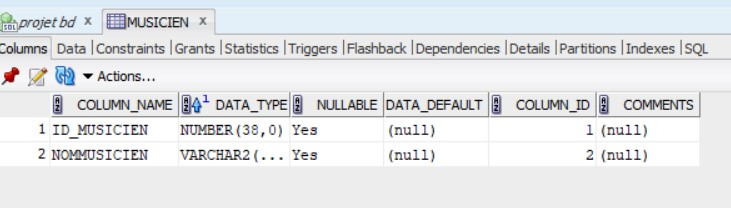 SQL projet bd x MUSICIEN x
Columns Data |Constraints |Grants |Statistics |Triggers |Flashback |Dependencies |Details |Partitions |Indexes |SQL
Actions...
COLUMN_NAME 1 DATA_TYPE NULLABLE DATA_DEFAULT COLUMN_ID COMMENTS
1 ID_MUSICIEN NUMBER(38,0) Yes (null) 1 (null)
2 NOMMUSICIEN VARCHAR2(... Yes (null) 2 (null)